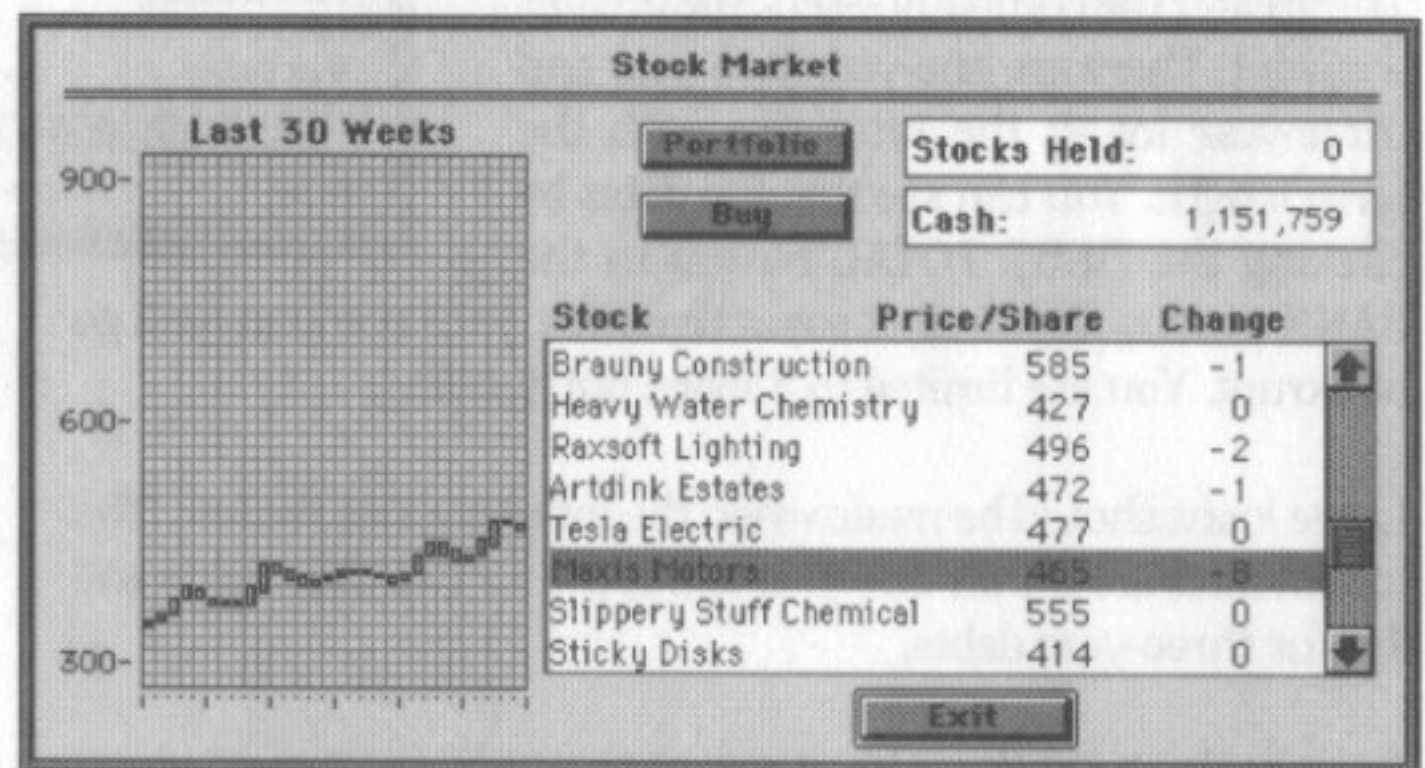 Stock Market
Last 30 Weeks
900-
600-
300-
Portfolio
Buy
Stocks Held: 0
Cash: 1,151,759
Stock Price/Share Change
Brauny Construction 585 -1
Heavy Water Chemistry 427 0
Raxsoft Lighting 496 -2
Artdink Estates 472 -1
Tesla Electric 477 0
Maxis Motors 465 -8
Slippery Stuff Chemical 555 0
Sticky Disks 414 0
Exit